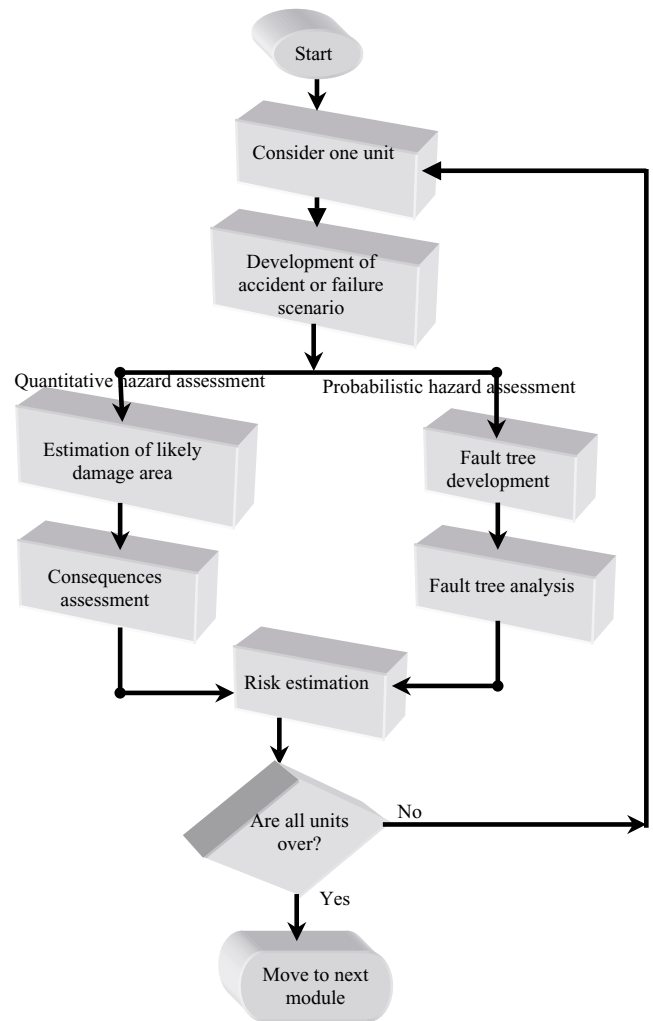 Start
Consider one unit
Development of
accident or failure
scenario
Quantitative hazard assessment
Probabilistic hazard assessment
Estimation of likely
damage area
Fault tree
development
Consequences
assessment
Fault tree analysis
Risk estimation
Are all units
over?
No
Yes
Move to next
module